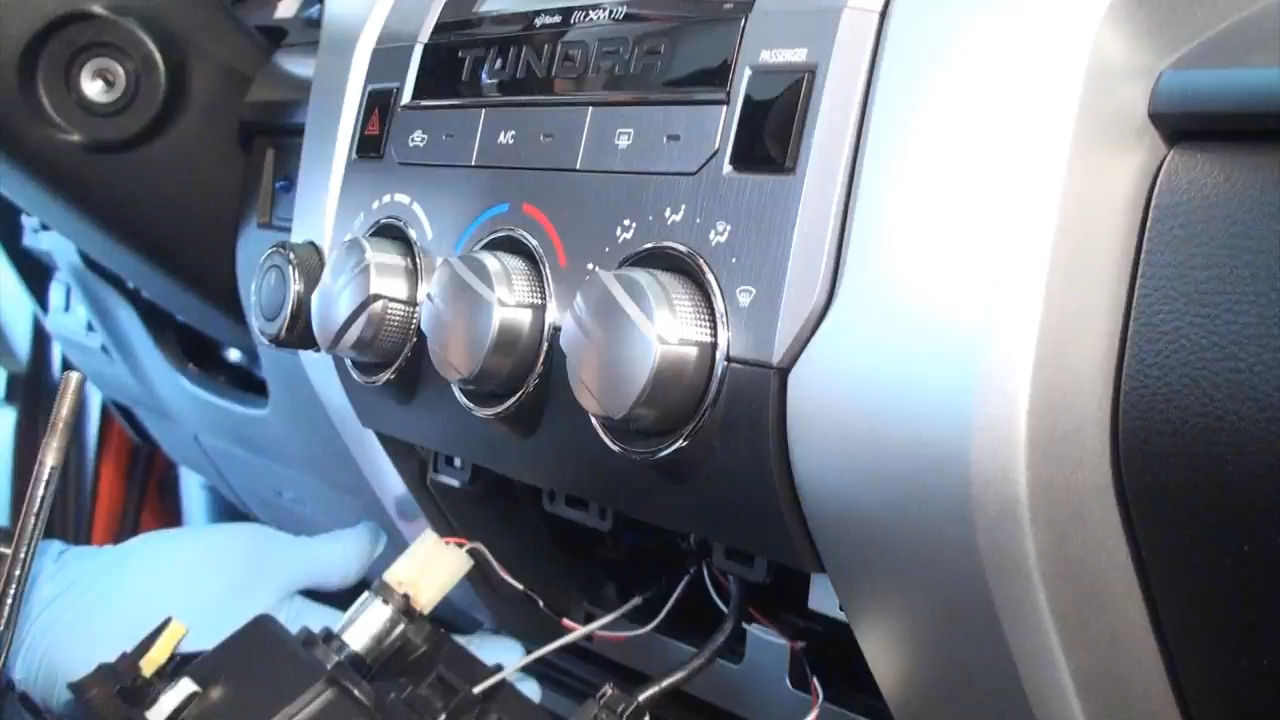 HD Radio ((( XM )))
TUNDRA
PASSENGER
A/C